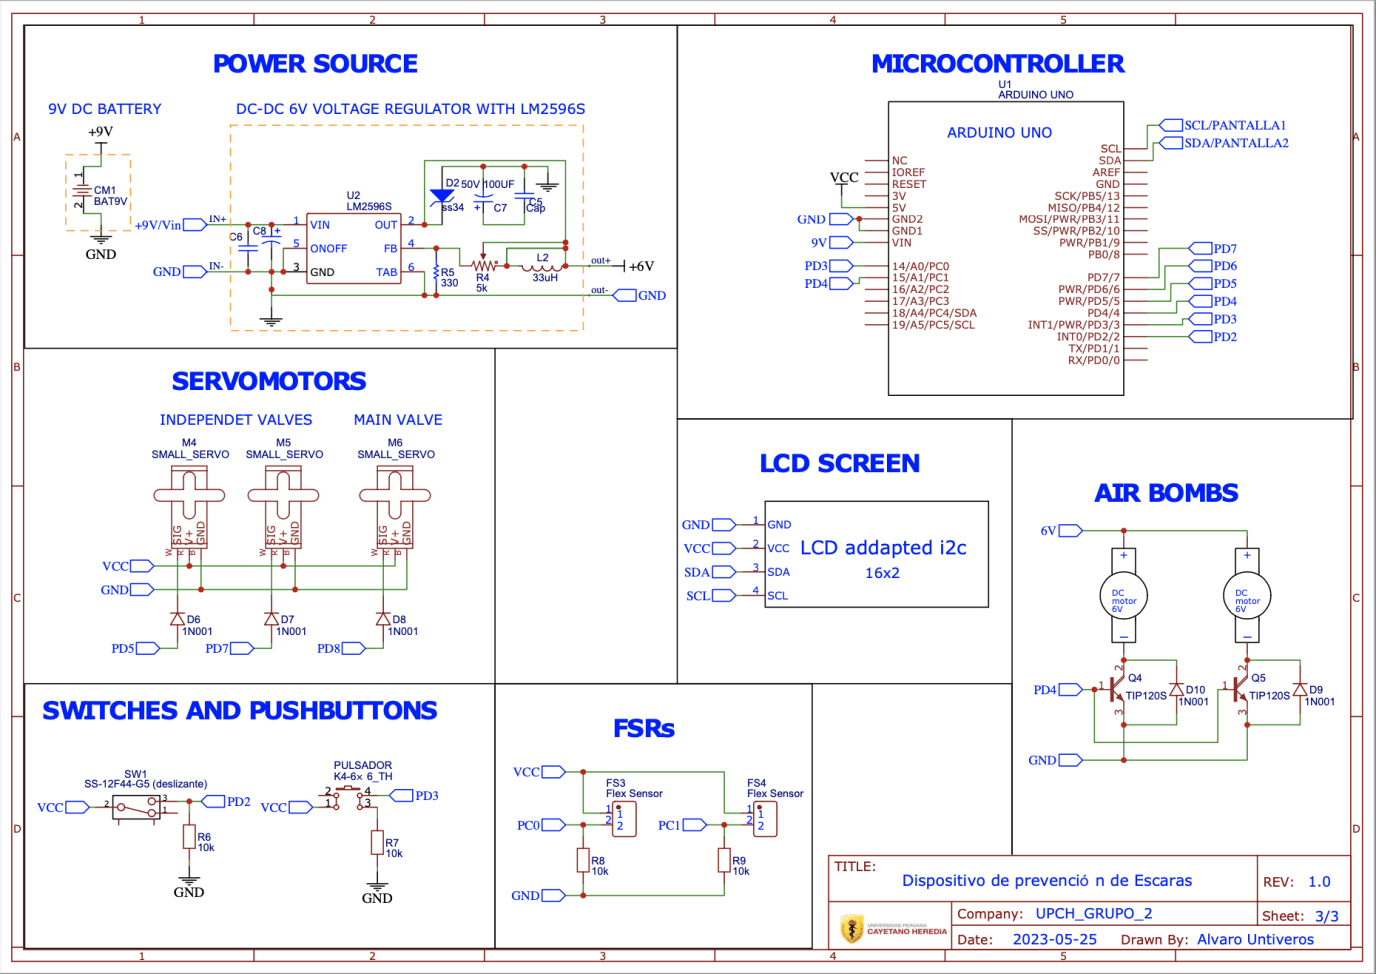 1 2 3 4 5
A
B
C
D
A
B
C
D
POWER SOURCE
9V DC BATTERY
+9V
1
2
CM1
BAT9V
GND
DC-DC 6V VOLTAGE REGULATOR WITH LM2596S
+9V/Vin
IN+
GND
IN-
C6
C8
+
U2
LM2596S
1 VIN
5 ONOFF
3 GND
OUT 2
FB 4
TAB 6
D2
ss34
50V 100UF
+
C7
C5
Cap
R5
330
R4
5k
L2
33uH
out+
+6V
out-
GND
MICROCONTROLLER
U1
ARDUINO UNO
ARDUINO UNO
VCC
GND
9V
PD3
PD4
NC
IOREF
RESET
3V
5V
GND2
GND1
VIN
14/A0/PC0
15/A1/PC1
16/A2/PC2
17/A3/PC3
18/A4/PC4/SDA
19/A5/PC5/SCL
SCL
SDA
AREF
GND
SCK/PB5/13
MISO/PB4/12
MOSI/PWR/PB3/11
SS/PWR/PB2/10
PWR/PB1/9
PB0/8
PD7/7
PWR/PD6/6
PWR/PD5/5
PD4/4
INT1/PWR/PD3/3
INT0/PD2/2
TX/PD1/1
RX/PD0/0
SCL/PANTALLA1
SDA/PANTALLA2
PD7
PD6
PD5
PD4
PD3
PD2
SERVOMOTORS
INDEPENDET VALVES
MAIN VALVE
M4
SMALL_SERVO
M5
SMALL_SERVO
M6
SMALL_SERVO
SIG V+ GND
W R B
SIG V+ GND
W R B
SIG V+ GND
W R B
VCC
GND
D6
1N001
D7
1N001
D8
1N001
PD5
PD7
PD8
LCD SCREEN
GND 1 GND
VCC 2 VCC
SDA 3 SDA
SCL 4 SCL
LCD addapted i2c
16x2
AIR BOMBS
6V
+
DC
motor
6V
−
+
DC
motor
6V
−
PD4
1
2
3
Q4
TIP120S
D10
1N001
1
2
3
Q5
TIP120S
D9
1N001
GND
SWITCHES AND PUSHBUTTONS
SW1
SS-12F44-G5 (deslizante)
VCC
2
3
1
PD2
R6
10k
GND
PULSADOR
K4-6× 6_TH
VCC
2
1
4
3
PD3
R7
10k
GND
FSRs
VCC
FS3
Flex Sensor
1 1
2 2
PC0
R8
10k
FS4
Flex Sensor
1 1
2 2
PC1
R9
10k
GND
TITLE:
Dispositivo de prevenció n de Escaras
REV: 1.0
UNIVERSIDAD PERUANA
CAYETANO HEREDIA
Company: UPCH_GRUPO_2
Sheet: 3/3
Date: 2023-05-25
Drawn By: Alvaro Untiveros
1 2 3 4 5